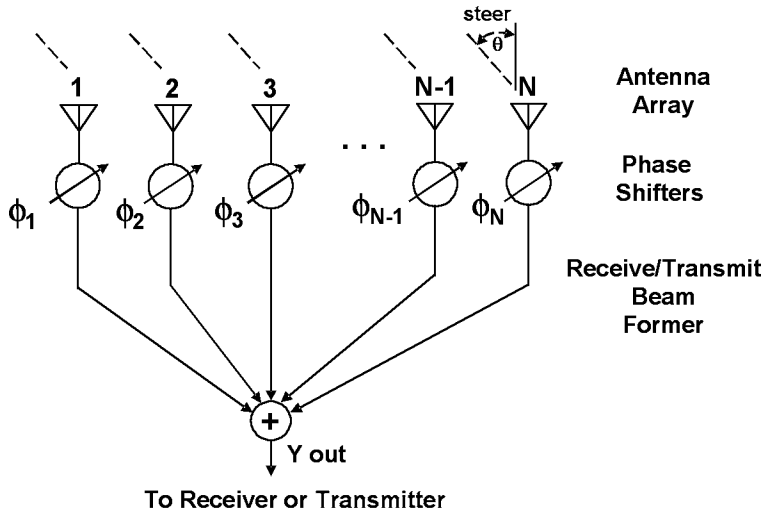 steer
θ
1 2 3 N-1 N
Antenna
Array
. . .
Phase
Shifters
ϕ1 ϕ2 ϕ3 ϕN-1 ϕN
Receive/Transmit
Beam
Former
+
Y out
To Receiver or Transmitter